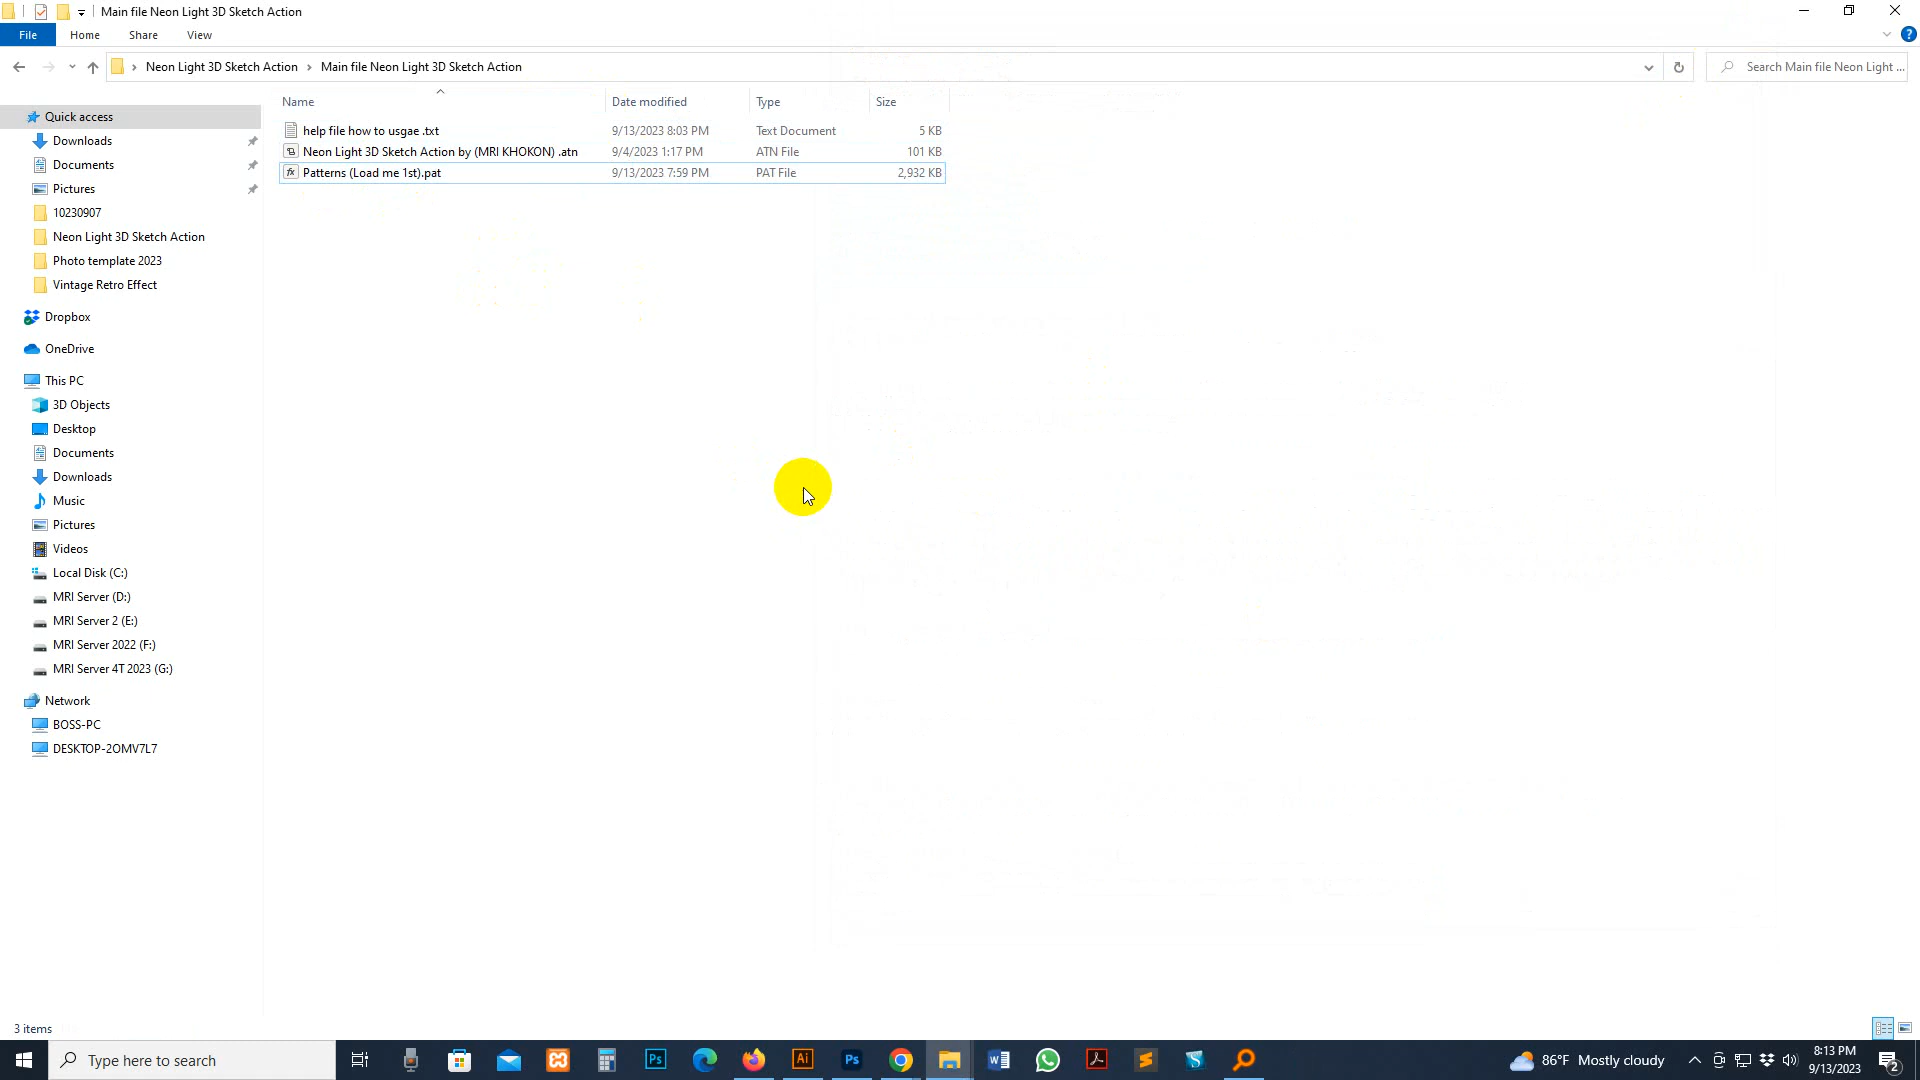 Main file Neon Light 3D Sketch Action
File Home Share View
Neon Light 3D Sketch Action Main file Neon Light 3D Sketch Action
Search Main file Neon Light ...
Name Date modified Type Size
help file how to usgae .txt 9/13/2023 8:03 PM Text Document 5 KB
Neon Light 3D Sketch Action by (MRI KHOKON) .atn 9/4/2023 1:17 PM ATN File 101 KB
Patterns (Load me 1st).pat 9/13/2023 7:59 PM PAT File 2,932 KB
Quick access
Downloads
Documents
Pictures
10230907
Neon Light 3D Sketch Action
Photo template 2023
Vintage Retro Effect
Dropbox
OneDrive
This PC
3D Objects
Desktop
Documents
Downloads
Music
Pictures
Videos
Local Disk (C:)
MRI Server (D:)
MRI Server 2 (E:)
MRI Server 2022 (F:)
MRI Server 4T 2023 (G:)
Network
BOSS-PC
DESKTOP-2OMV7L7
3 items
Type here to search
Ps
Ai
Ps
86°F Mostly cloudy
8:13 PM
9/13/2023
2